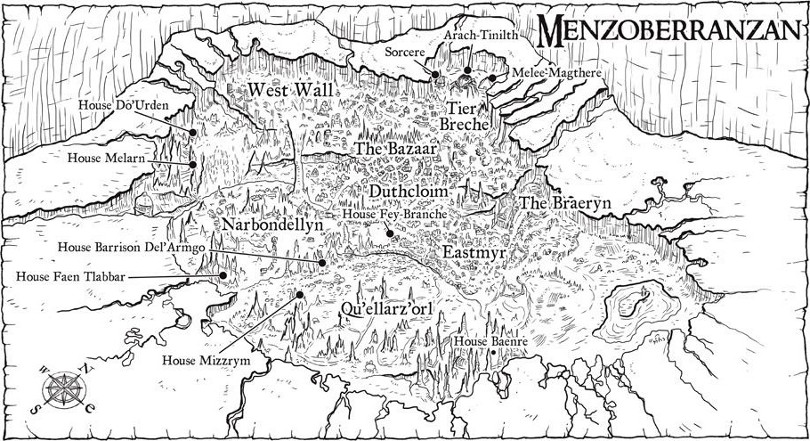 MENZOBERRANZAN
Arach-Tinilth
Sorcere
Melee-Magthere
West Wall
House Do'Urden
Tier
Breche
The Bazaar
House Melarn
Duthcloim
The Braeryn
House Fey-Branche
Narbondellyn
House Barrison Del'Armgo
Eastmyr
House Faen Tlabbar
Qu'ellarz'orl
House Baenre
House Mizzrym
W
N
S
e